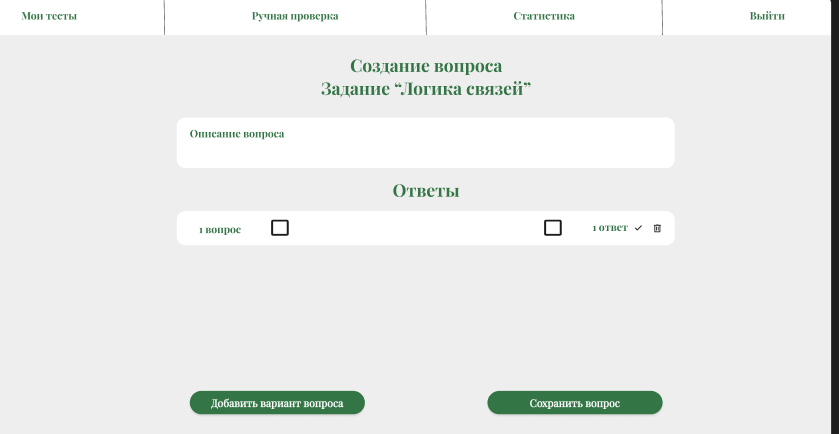 Мои тесты Ручная проверка Статистика Выйти
Создание вопроса
Задание “Логика связей”
Описание вопроса
Ответы
1 вопрос 1 ответ
Добавить вариант вопроса Сохранить вопрос